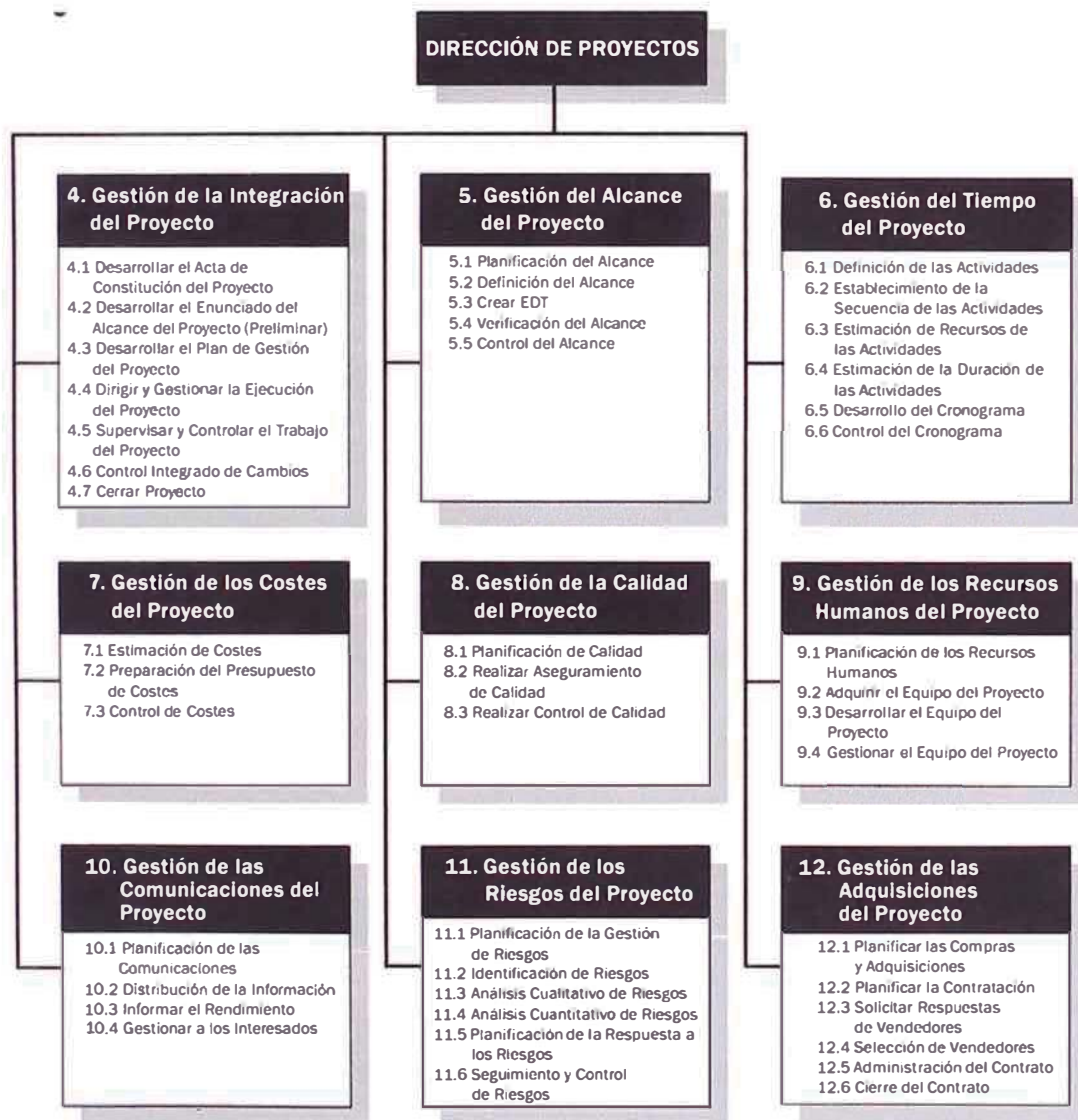 DIRECCIÓN DE PROYECTOS
4. Gestión de la Integración
del Proyecto
4.1 Desarrollar el Acta de
Constitución del Proyecto
4.2 Desarrollar el Enunciado del
Alcance del Proyecto (Preliminar)
4.3 Desarrollar el Plan de Gestión
del Proyecto
4.4 Dirigir y Gestionar la Ejecución
del Proyecto
4.5 Supervisar y Controlar el Trabajo
del Proyecto
4.6 Control Integrado de Cambios
4.7 Cerrar Proyecto
5. Gestión del Alcance
del Proyecto
5.1 Planificación del Alcance
5.2 Definición del Alcance
5.3 Crear EDT
5.4 Verificación del Alcance
5.5 Control del Alcance
6. Gestión del Tiempo
del Proyecto
6.1 Definición de las Actividades
6.2 Establecimiento de la
Secuencia de las Actividades
6.3 Estimación de Recursos de
las Actividades
6.4 Estimación de la Duración de
las Actividades
6.5 Desarrollo del Cronograma
6.6 Control del Cronograma
7. Gestión de los Costes
del Proyecto
7.1 Estimación de Costes
7.2 Preparación del Presupuesto
de Costes
7.3 Control de Costes
8. Gestión de la Calidad
del Proyecto
8.1 Planificación de Calidad
8.2 Realizar Aseguramiento
de Calidad
8.3 Realizar Control de Calidad
9. Gestión de los Recursos
Humanos del Proyecto
9.1 Planificación de los Recursos
Humanos
9.2 Adquirir el Equipo del Proyecto
9.3 Desarrollar el Equipo del
Proyecto
9.4 Gestionar el Equipo del Proyecto
10. Gestión de las
Comunicaciones del
Proyecto
10.1 Planificación de las
Comunicaciones
10.2 Distribución de la Información
10.3 Informar el Rendimiento
10.4 Gestionar a los Interesados
11. Gestión de los
Riesgos del Proyecto
11.1 Planificación de la Gestión
de Riesgos
11.2 Identificación de Riesgos
11.3 Análisis Cualitativo de Riesgos
11.4 Análisis Cuantitativo de Riesgos
11.5 Planificación de la Respuesta a
los Riesgos
11.6 Seguimiento y Control
de Riesgos
12. Gestión de las
Adquisiciones
del Proyecto
12.1 Planificar las Compras
y Adquisiciones
12.2 Planificar la Contratación
12.3 Solicitar Respuestas
de Vendedores
12.4 Selección de Vendedores
12.5 Administración del Contrato
12.6 Cierre del Contrato